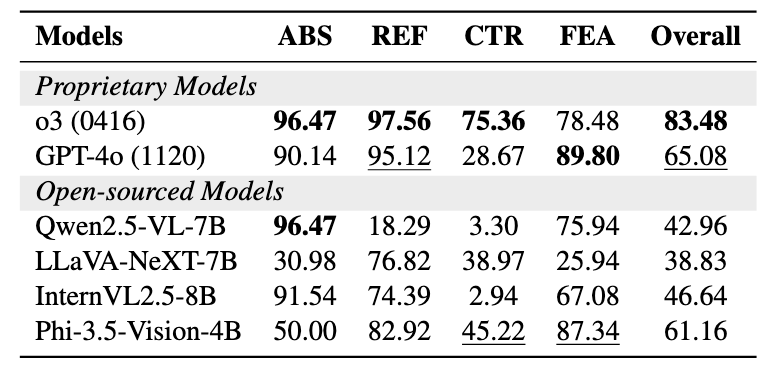 Models ABS REF CTR FEA Overall
Proprietary Models
o3 (0416) 96.47 97.56 75.36 78.48 83.48
GPT-4o (1120) 90.14 95.12 28.67 89.80 65.08
Open-sourced Models
Qwen2.5-VL-7B 96.47 18.29 3.30 75.94 42.96
LLaVA-NeXT-7B 30.98 76.82 38.97 25.94 38.83
InternVL2.5-8B 91.54 74.39 2.94 67.08 46.64
Phi-3.5-Vision-4B 50.00 82.92 45.22 87.34 61.16